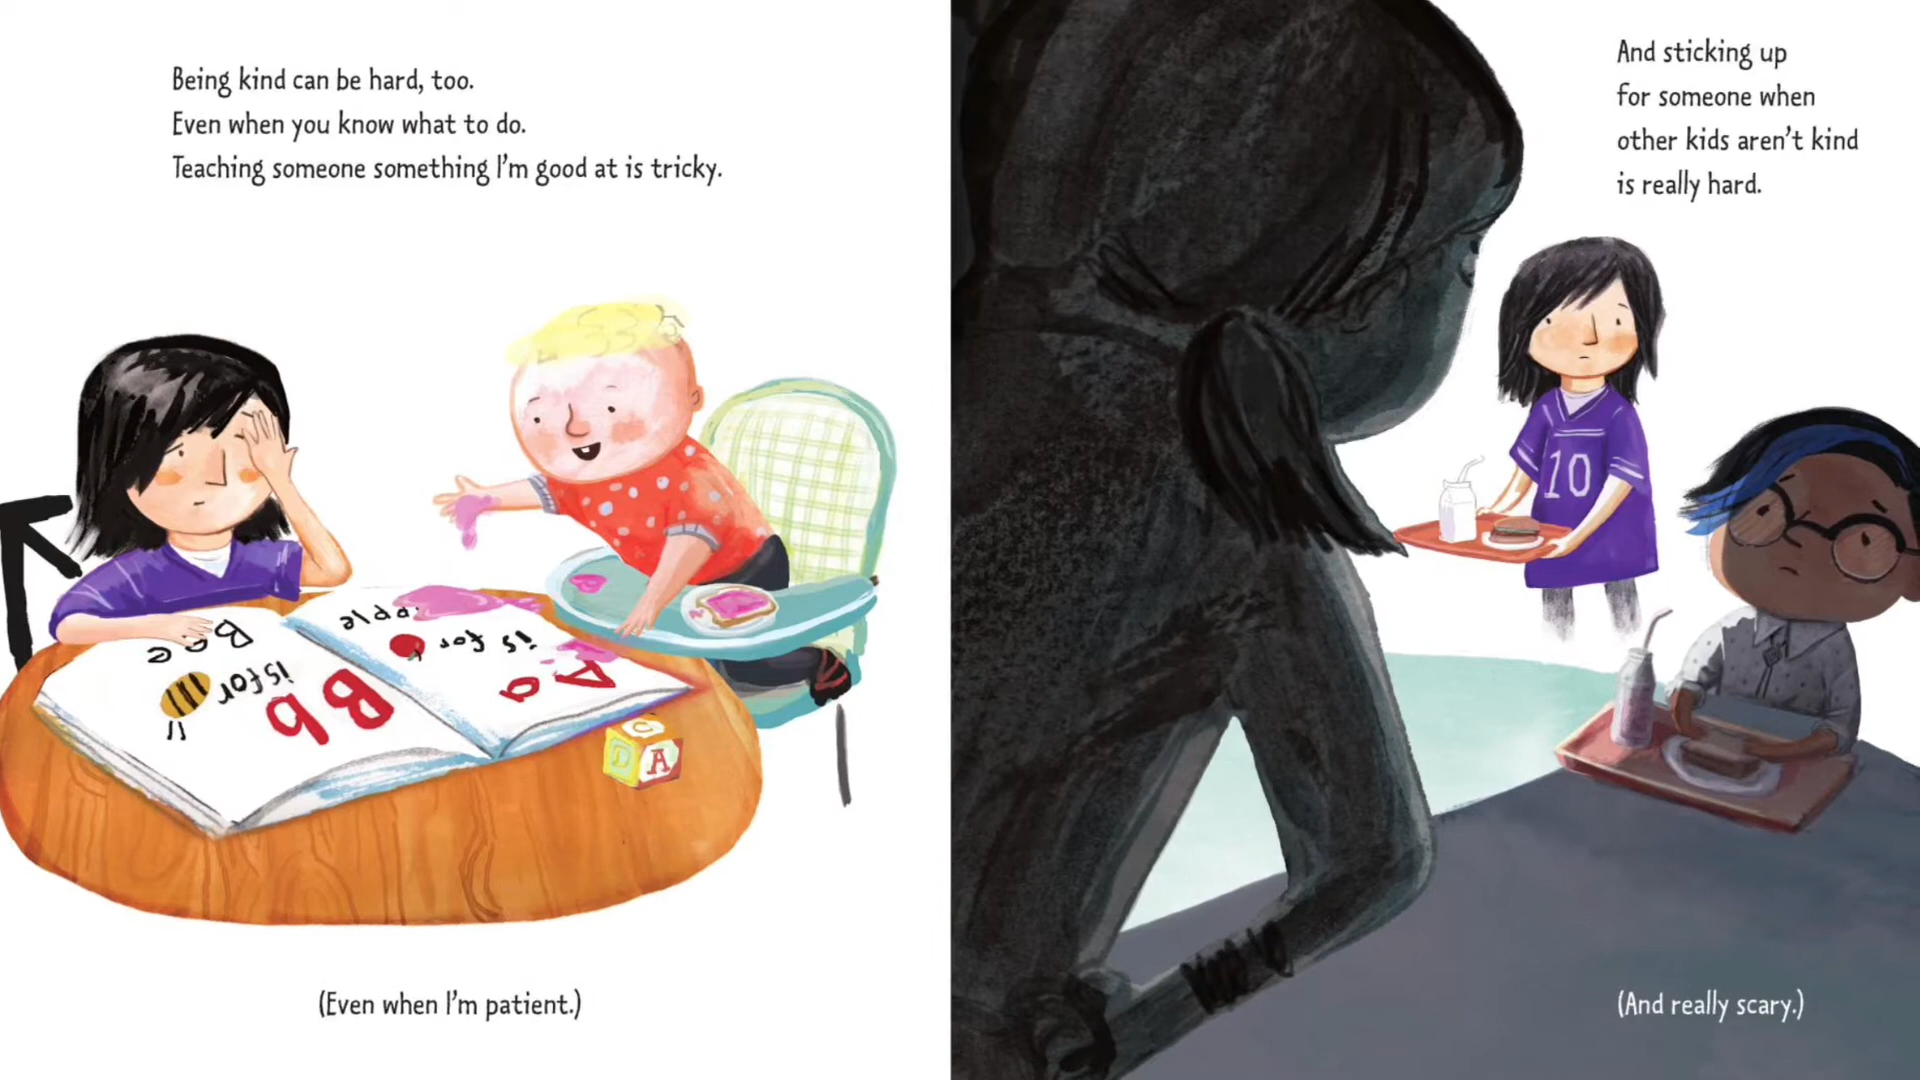 Being kind can be hard, too.
Even when you know what to do.
Teaching someone something I'm good at is tricky.
A a
is for
apple
B b
is for
Bee
D C A
(Even when I'm patient.)
And sticking up
for someone when
other kids aren't kind
is really hard.
10
(And really scary.)